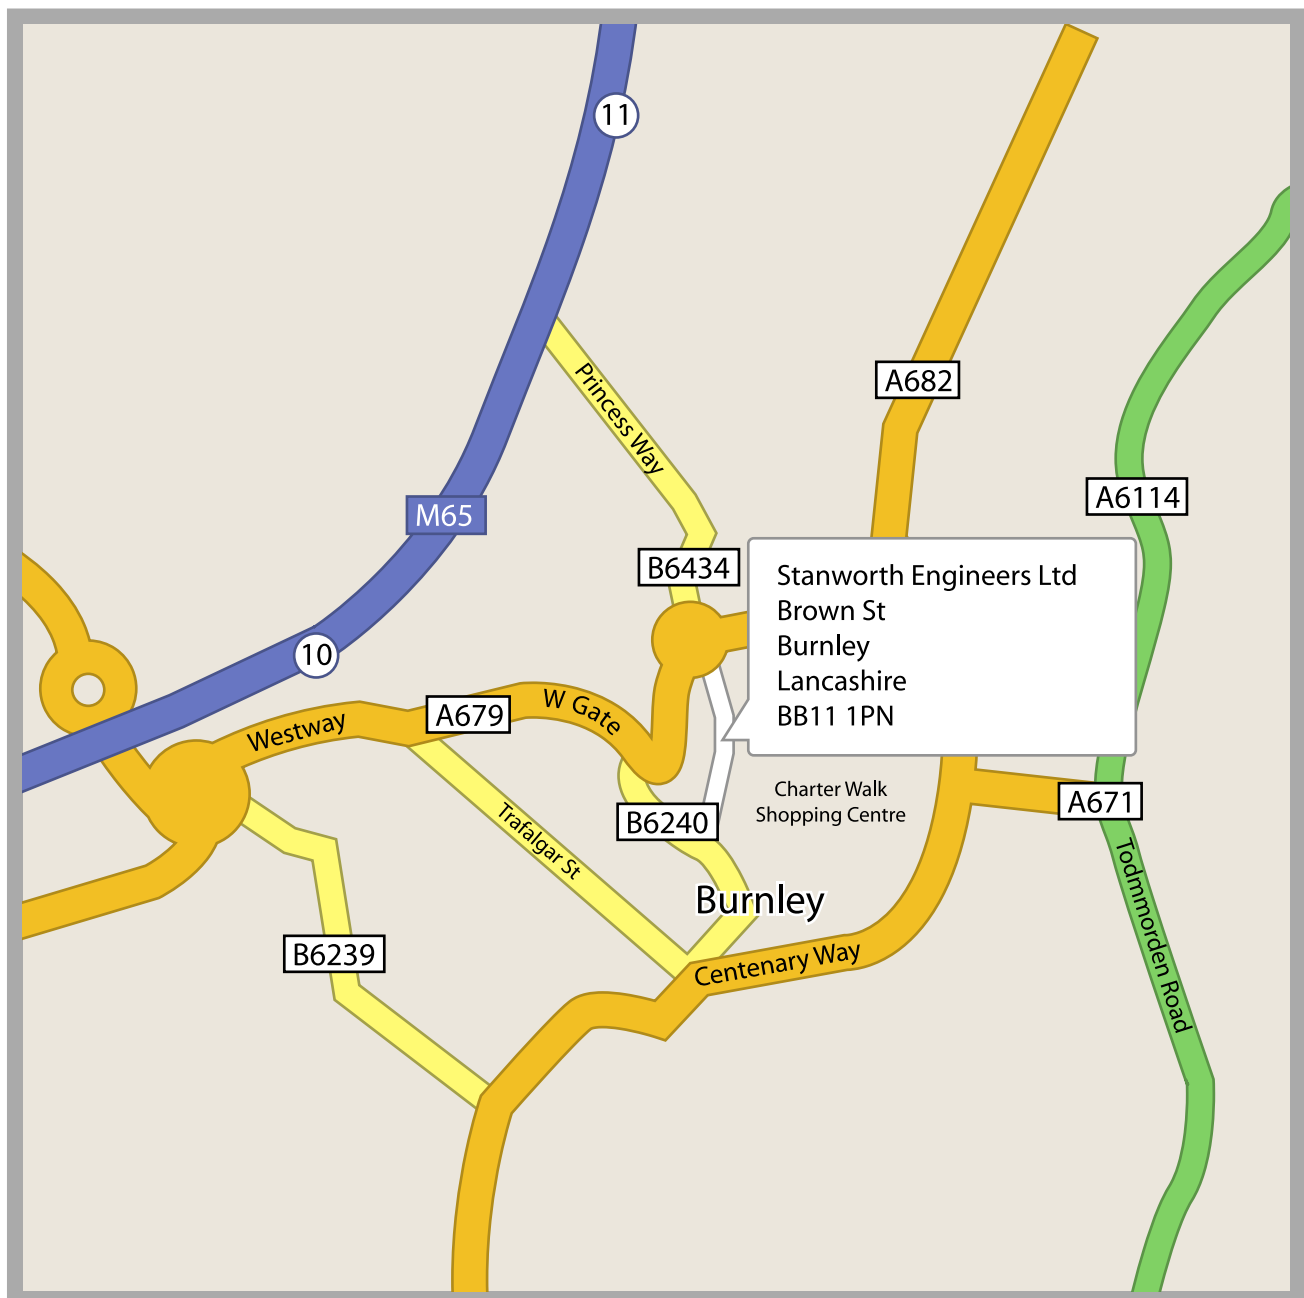 11
Princess Way
A682
A6114
M65
B6434
Stanworth Engineers Ltd
Brown St
Burnley
Lancashire
BB11 1PN
10
Westway
A679
W Gate
Charter Walk
Shopping Centre
A671
Trafalgar St
B6240
Burnley
Todmmorden Road
B6239
Centenary Way